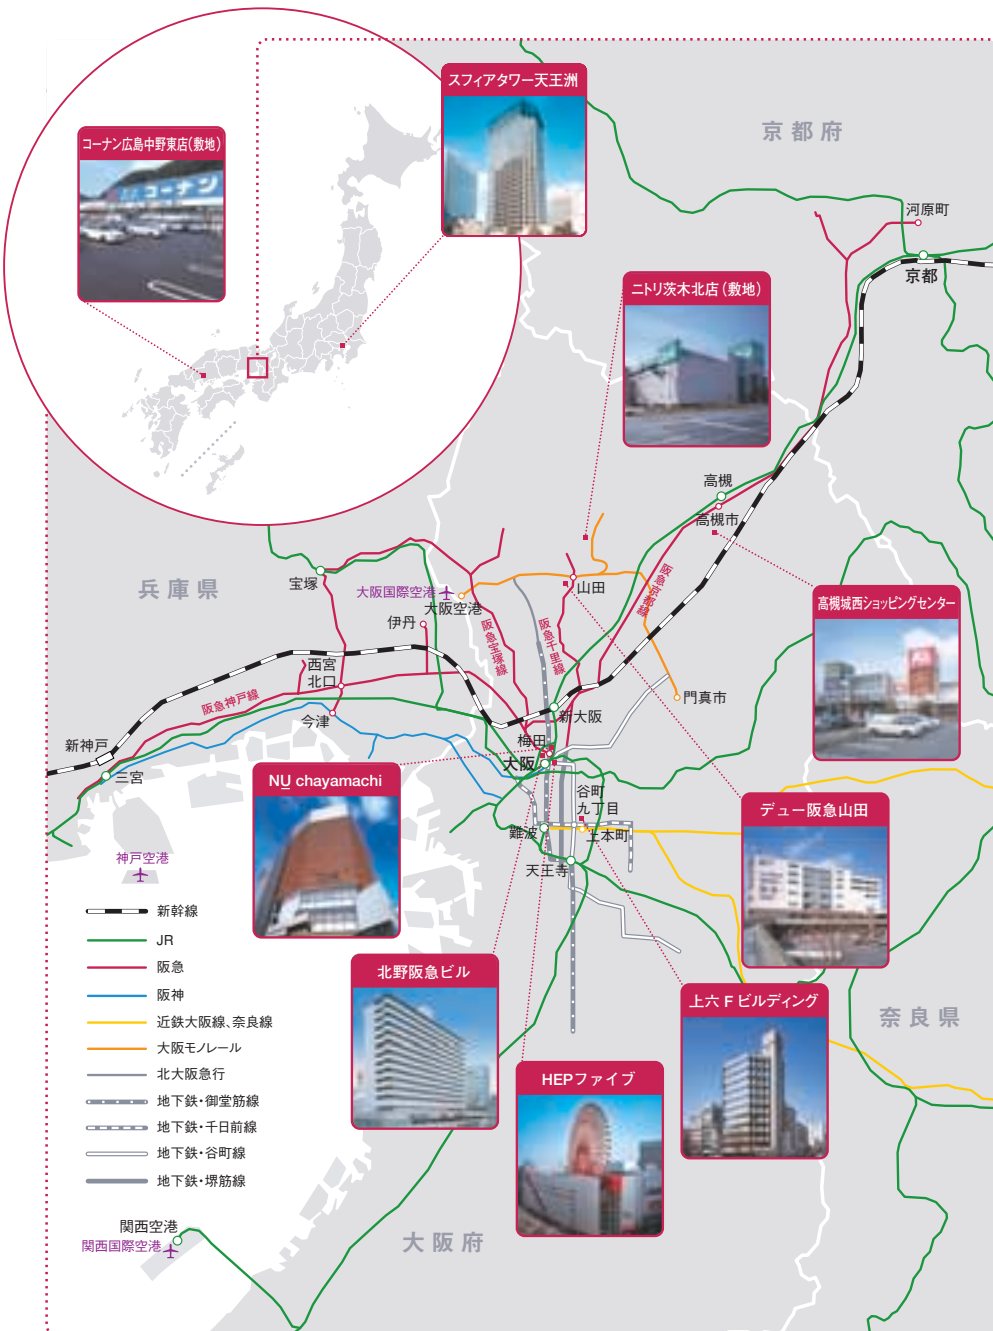 スフィアタワー天王洲
コーナン広島中野東店(敷地)
コーナン
京都府
河原町
京都
ニトリ茨木北店(敷地)
高槻
高槻市
兵庫県
宝塚
大阪国際空港
大阪空港
伊丹
山田
阪急宝塚線
阪急千里線
阪急京都線
高槻城西ショッピングセンター
西宮
北口
阪急神戸線
今津
門真市
新大阪
新神戸
三宮
梅田
大阪
NU chayamachi
谷町
九丁目
デュー阪急山田
難波
上本町
天王寺
神戸空港
新幹線
JR
阪急
阪神
近鉄大阪線、奈良線
大阪モノレール
北大阪急行
地下鉄・御堂筋線
地下鉄・千日前線
地下鉄・谷町線
地下鉄・堺筋線
北野阪急ビル
上六 F ビルディング
奈良県
HEPファイブ
関西空港
関西国際空港
大阪府